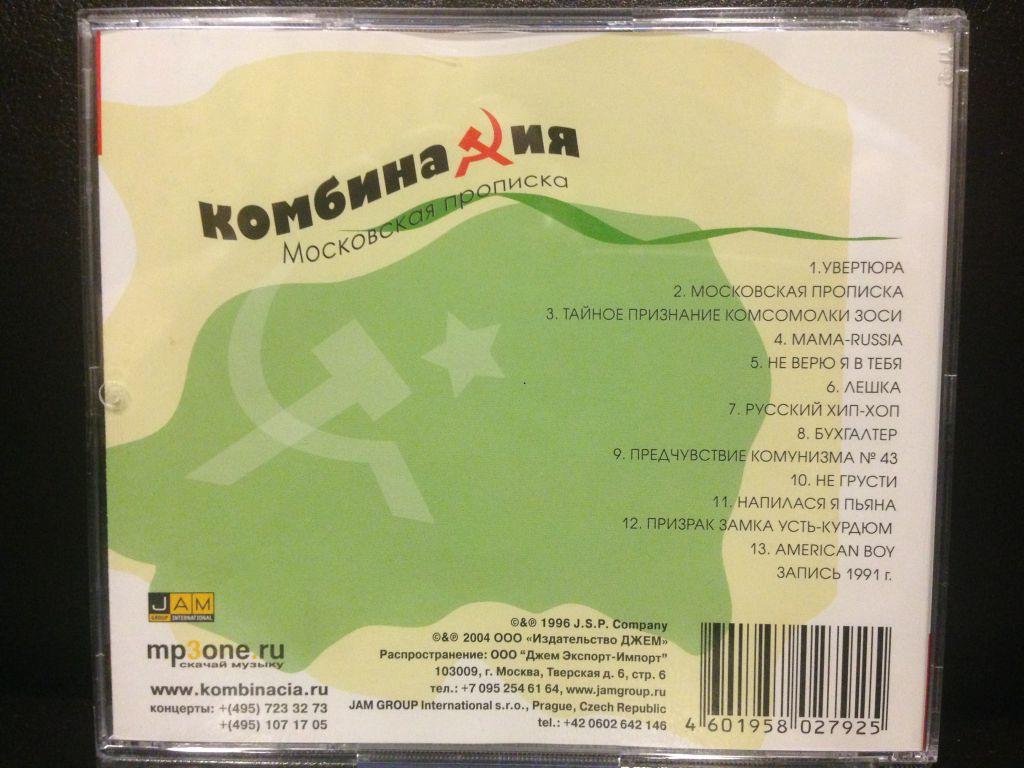 КОМБИНАЦИЯ
Московская прописка
1.УВЕРТЮРА
2. МОСКОВСКАЯ ПРОПИСКА
3. ТАЙНОЕ ПРИЗНАНИЕ КОМСОМОЛКИ ЗОСИ
4. МАМА-RUSSIA
5. НЕ ВЕРЮ Я В ТЕБЯ
6. ЛЕШКА
7. РУССКИЙ ХИП-ХОП
8. БУХГАЛТЕР
9. ПРЕДЧУВСТВИЕ КОМУНИЗМА № 43
10. НЕ ГРУСТИ
11. НАПИЛАСЯ Я ПЬЯНА
12. ПРИЗРАК ЗАМКА УСТЬ-КУРДЮМ
13. AMERICAN BOY
ЗАПИСЬ 1991 г.
JAM
GROUP INTERNATIONAL
mp3one.ru
скачай музыку
www.kombinacia.ru
концерты: +(495) 723 32 73
+(495) 107 17 05
©&℗ 1996 J.S.P. Company
©&℗ 2004 ООО «Издательство ДЖЕМ»
Распространение: ООО "Джем Экспорт-Импорт"
103009, г. Москва, Тверская д. 6, стр. 6
тел.: +7 095 254 61 64, www.jamgroup.ru
JAM GROUP International s.r.o., Prague, Czech Republic
tel.: +42 0602 642 146
4 601958 027925